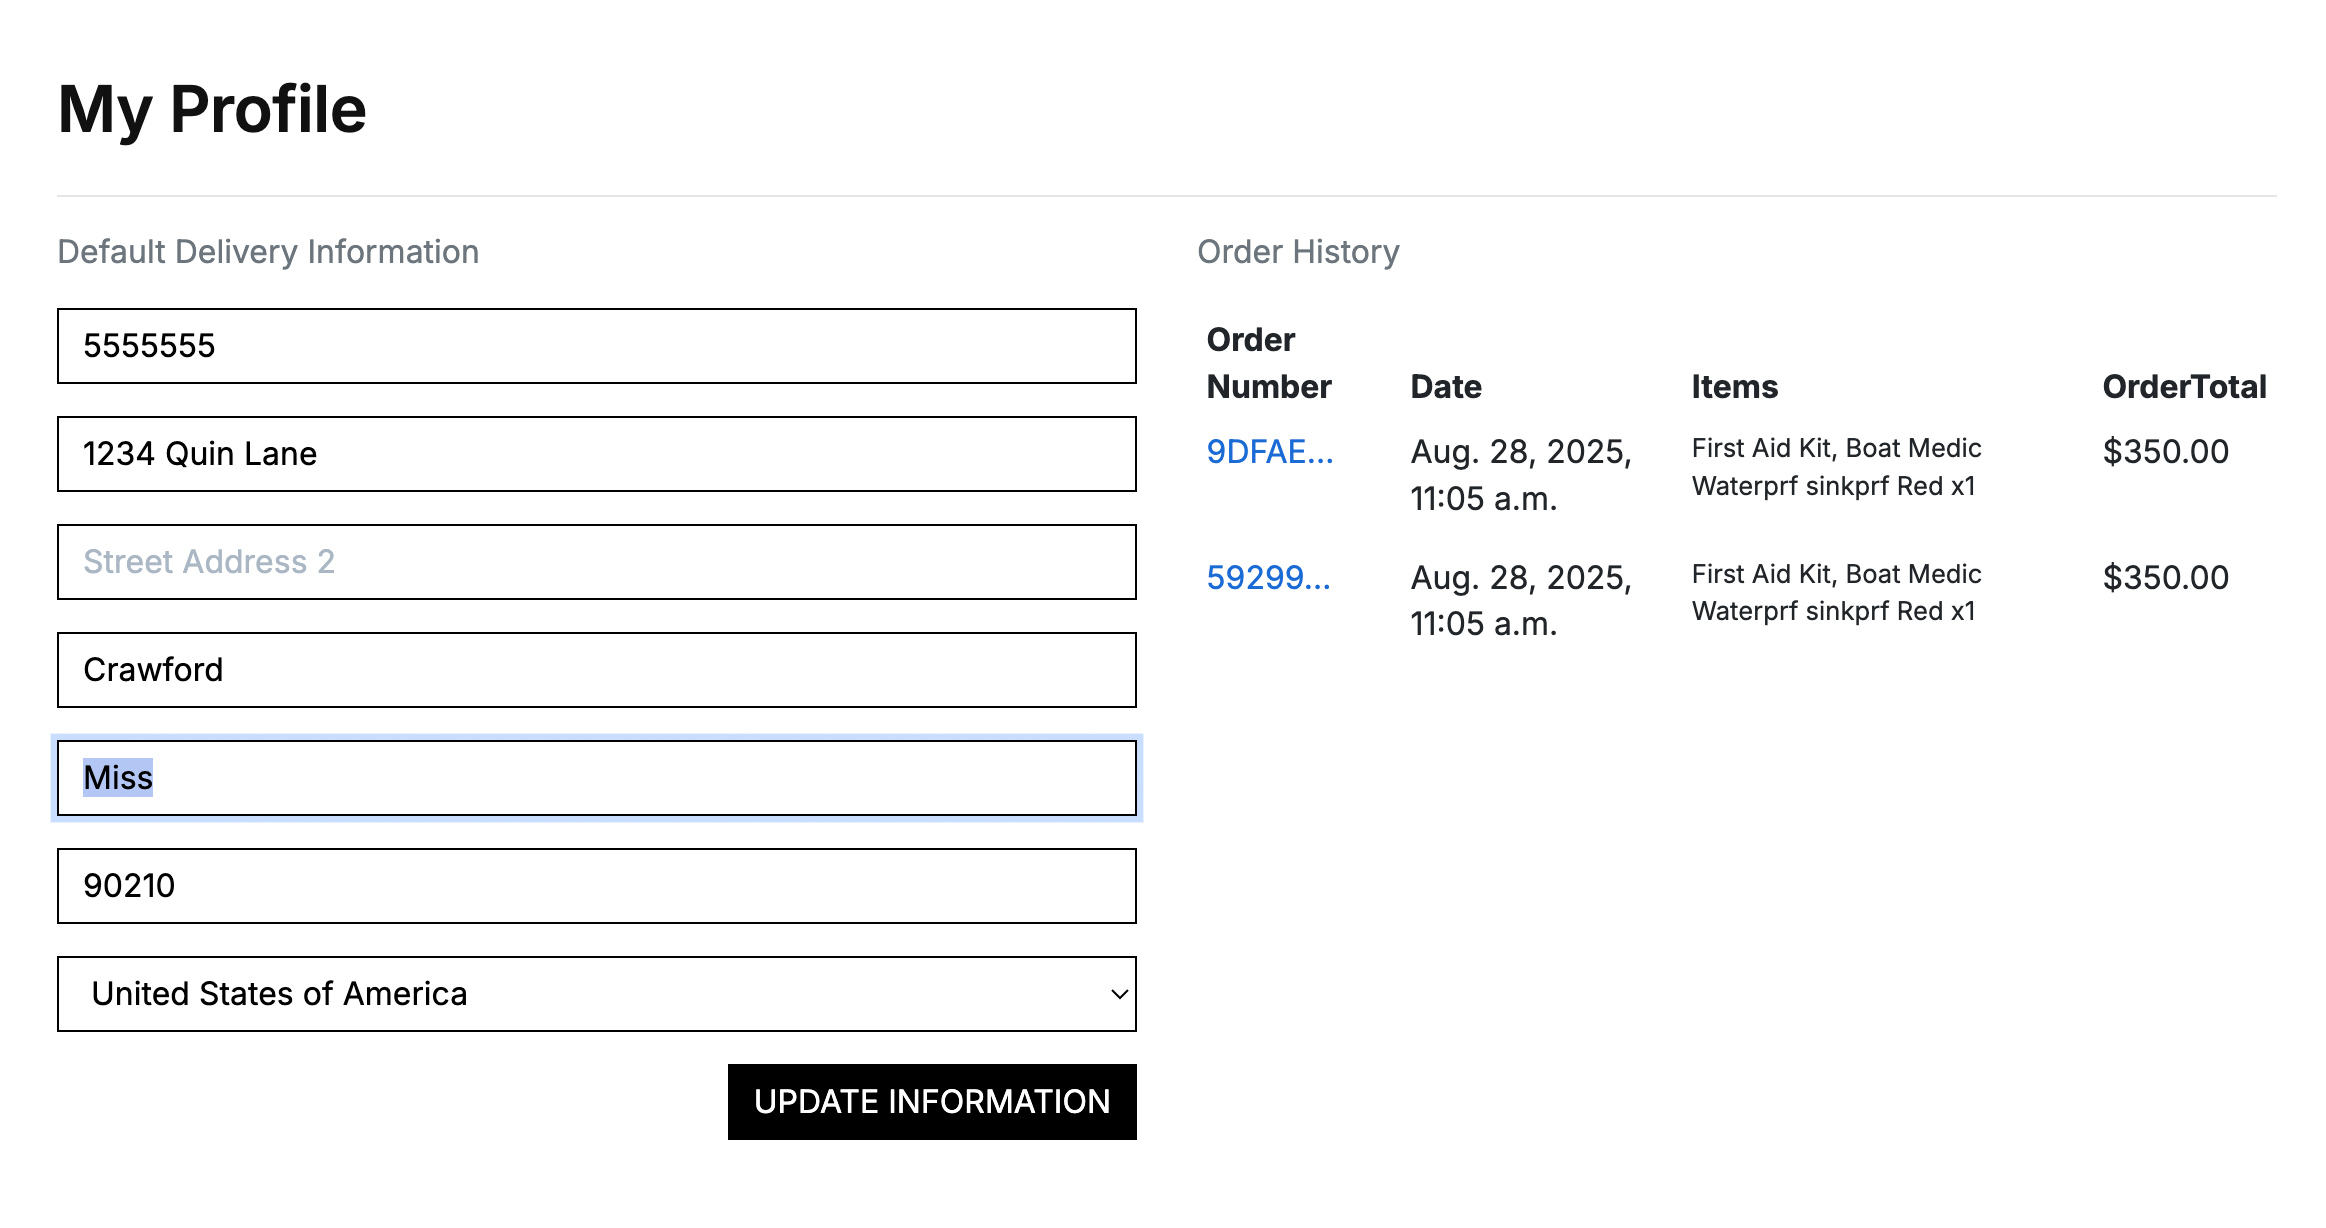 My Profile
Default Delivery Information
5555555
1234 Quin Lane
Street Address 2
Crawford
Miss
90210
United States of America
UPDATE INFORMATION
Order History
Order
Number Date Items OrderTotal
9DFAE... Aug. 28, 2025, First Aid Kit, Boat Medic $350.00
11:05 a.m. Waterprf sinkprf Red x1
59299... Aug. 28, 2025, First Aid Kit, Boat Medic $350.00
11:05 a.m. Waterprf sinkprf Red x1